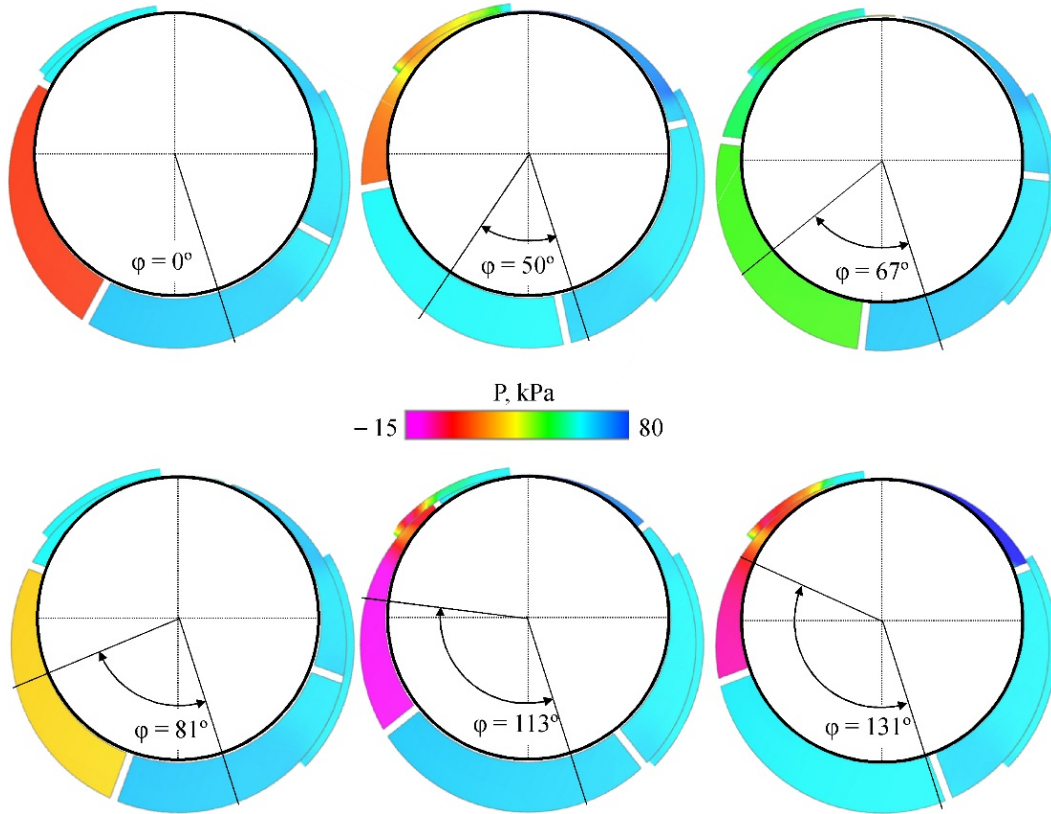 φ = 0º
φ = 50º
φ = 67º
P, kPa
– 15
80
φ = 81º
φ = 113º
φ = 131º